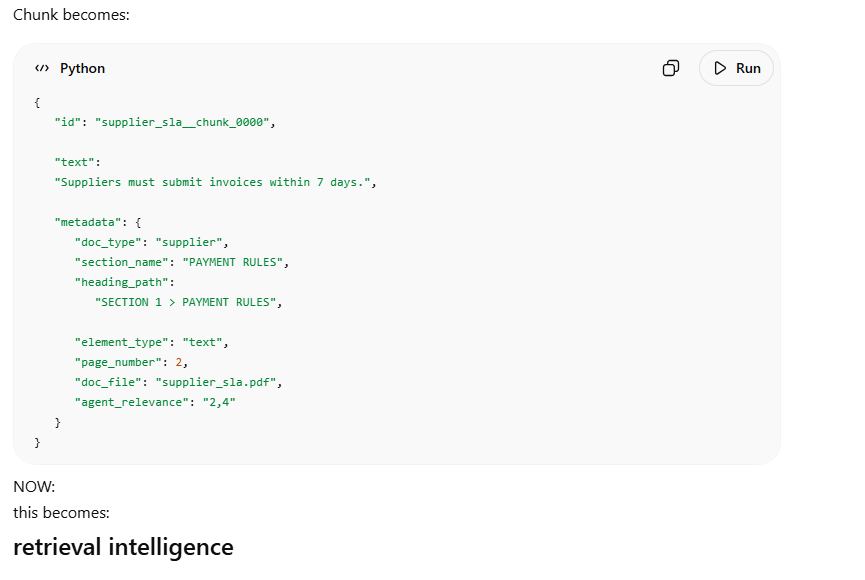 Chunk becomes:
</> Python
Run
{
"id": "supplier_sla__chunk_0000",
"text":
"Suppliers must submit invoices within 7 days.",
"metadata": {
"doc_type": "supplier",
"section_name": "PAYMENT RULES",
"heading_path":
"SECTION 1 > PAYMENT RULES",
"element_type": "text",
"page_number": 2,
"doc_file": "supplier_sla.pdf",
"agent_relevance": "2,4"
}
}
NOW:
this becomes:
retrieval intelligence